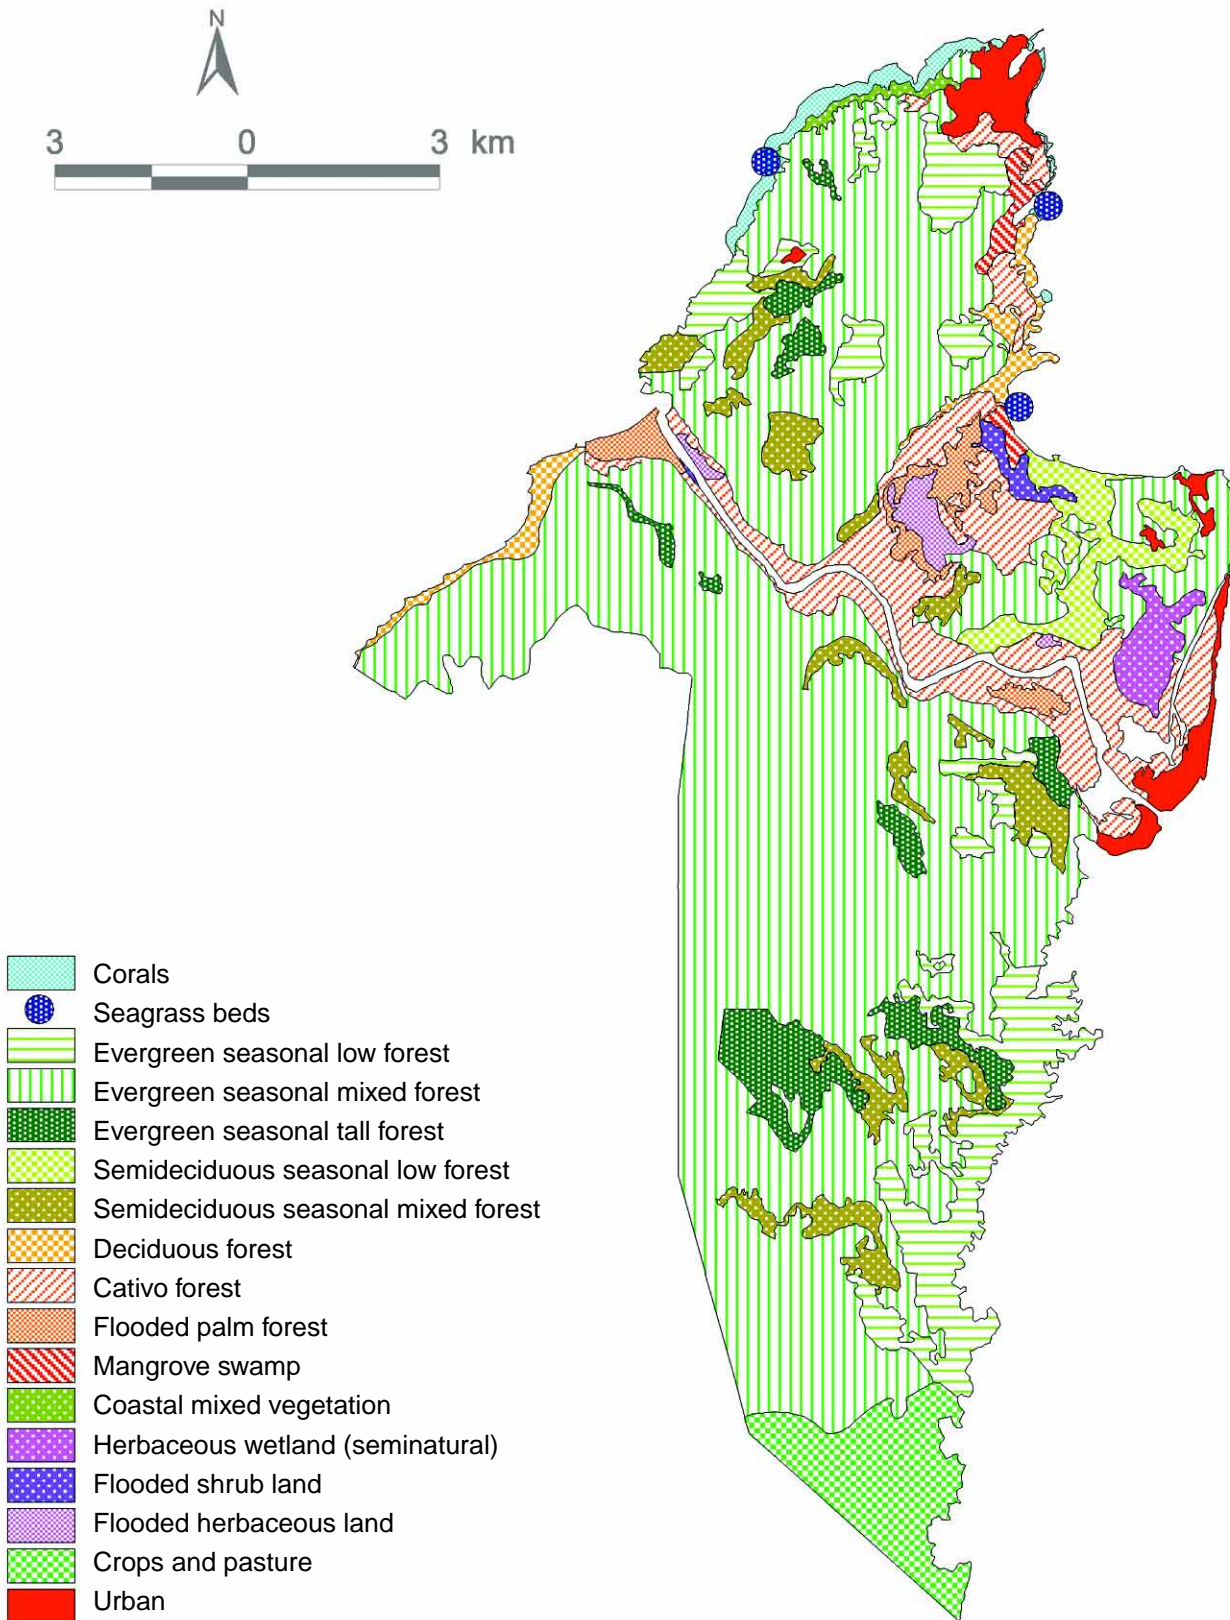 N
3 0 3 km
Corals
Seagrass beds
Evergreen seasonal low forest
Evergreen seasonal mixed forest
Evergreen seasonal tall forest
Semideciduous seasonal low forest
Semideciduous seasonal mixed forest
Deciduous forest
Cativo forest
Flooded palm forest
Mangrove swamp
Coastal mixed vegetation
Herbaceous wetland (seminatural)
Flooded shrub land
Flooded herbaceous land
Crops and pasture
Urban